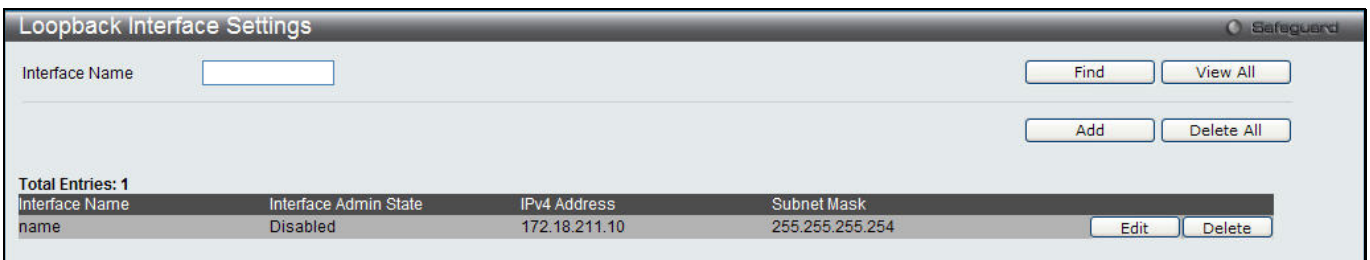 Loopback Interface Settings
Safeguard
Interface Name
Find
View All
Add
Delete All
Total Entries: 1
Interface Name Interface Admin State IPv4 Address Subnet Mask
name Disabled 172.18.211.10 255.255.255.254 Edit Delete